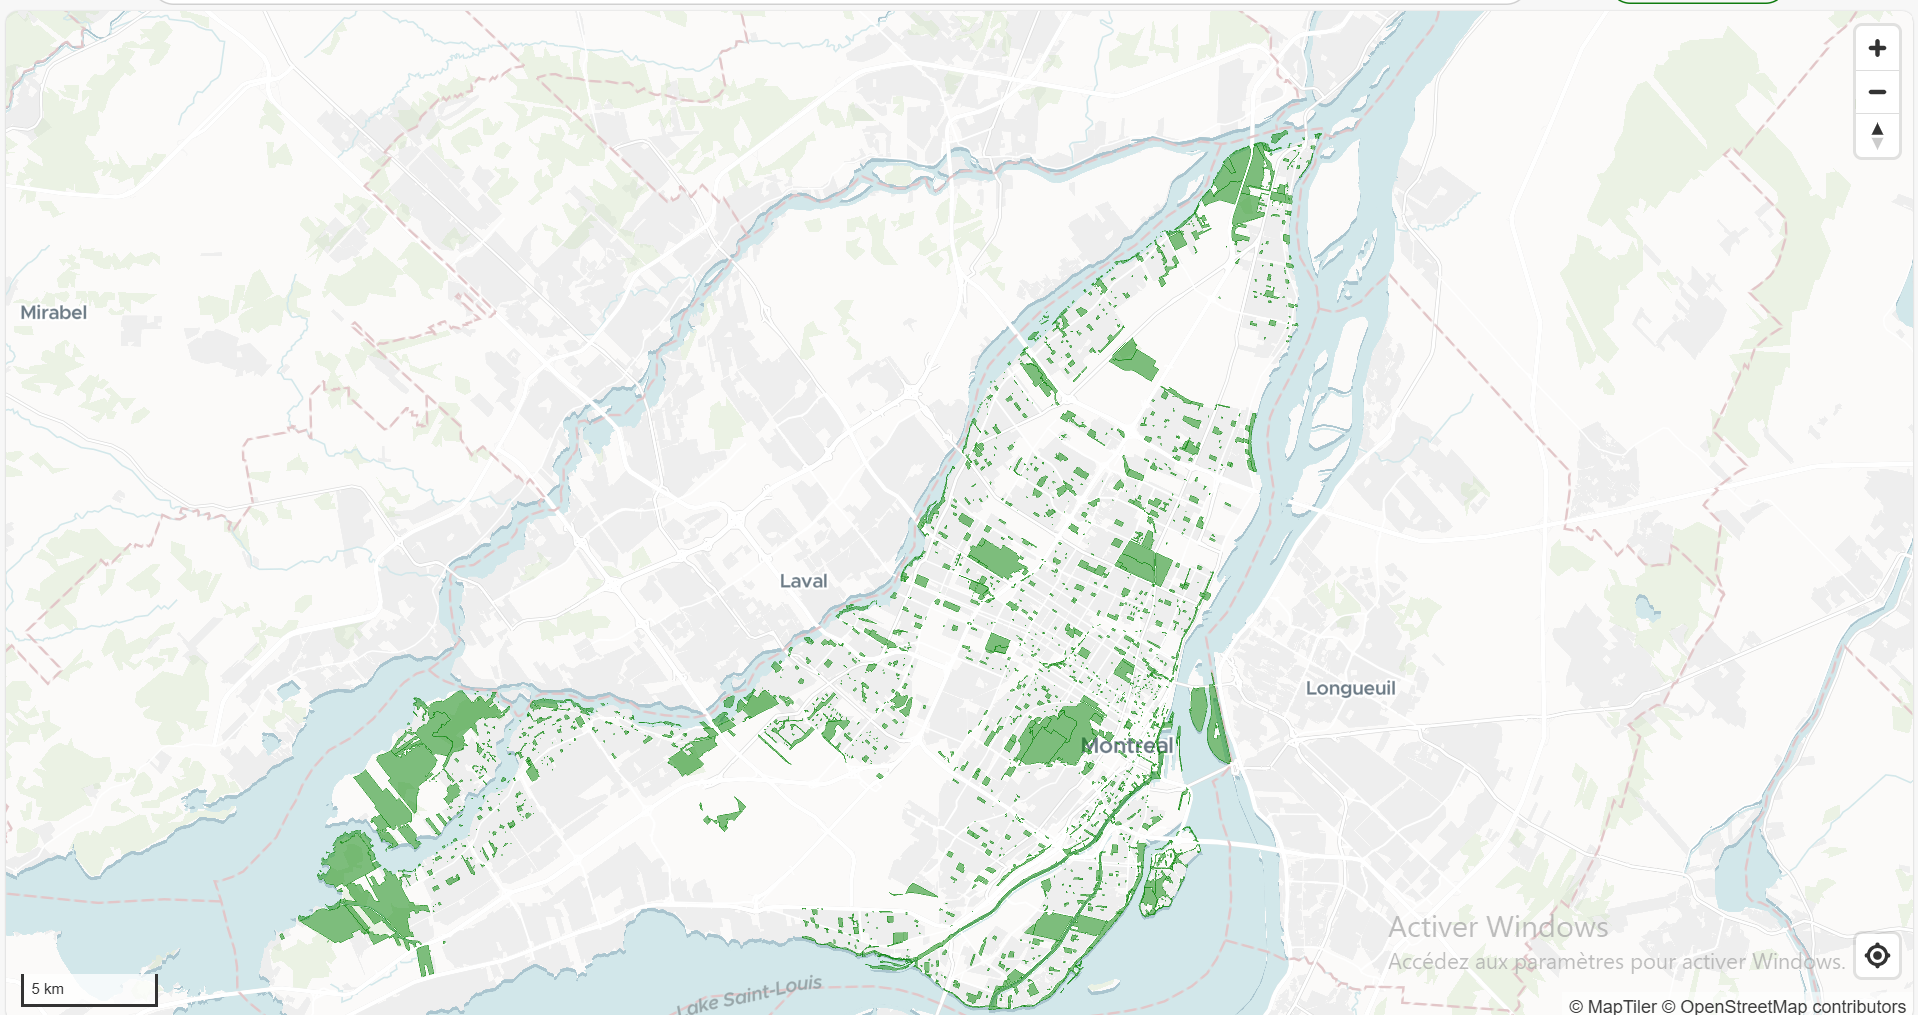 Mirabel
Laval
Longueuil
Montreal
Activer Windows
Accédez aux paramètres pour activer Windows.
5 km
Lake Saint-Louis
© MapTiler © OpenStreetMap contributors